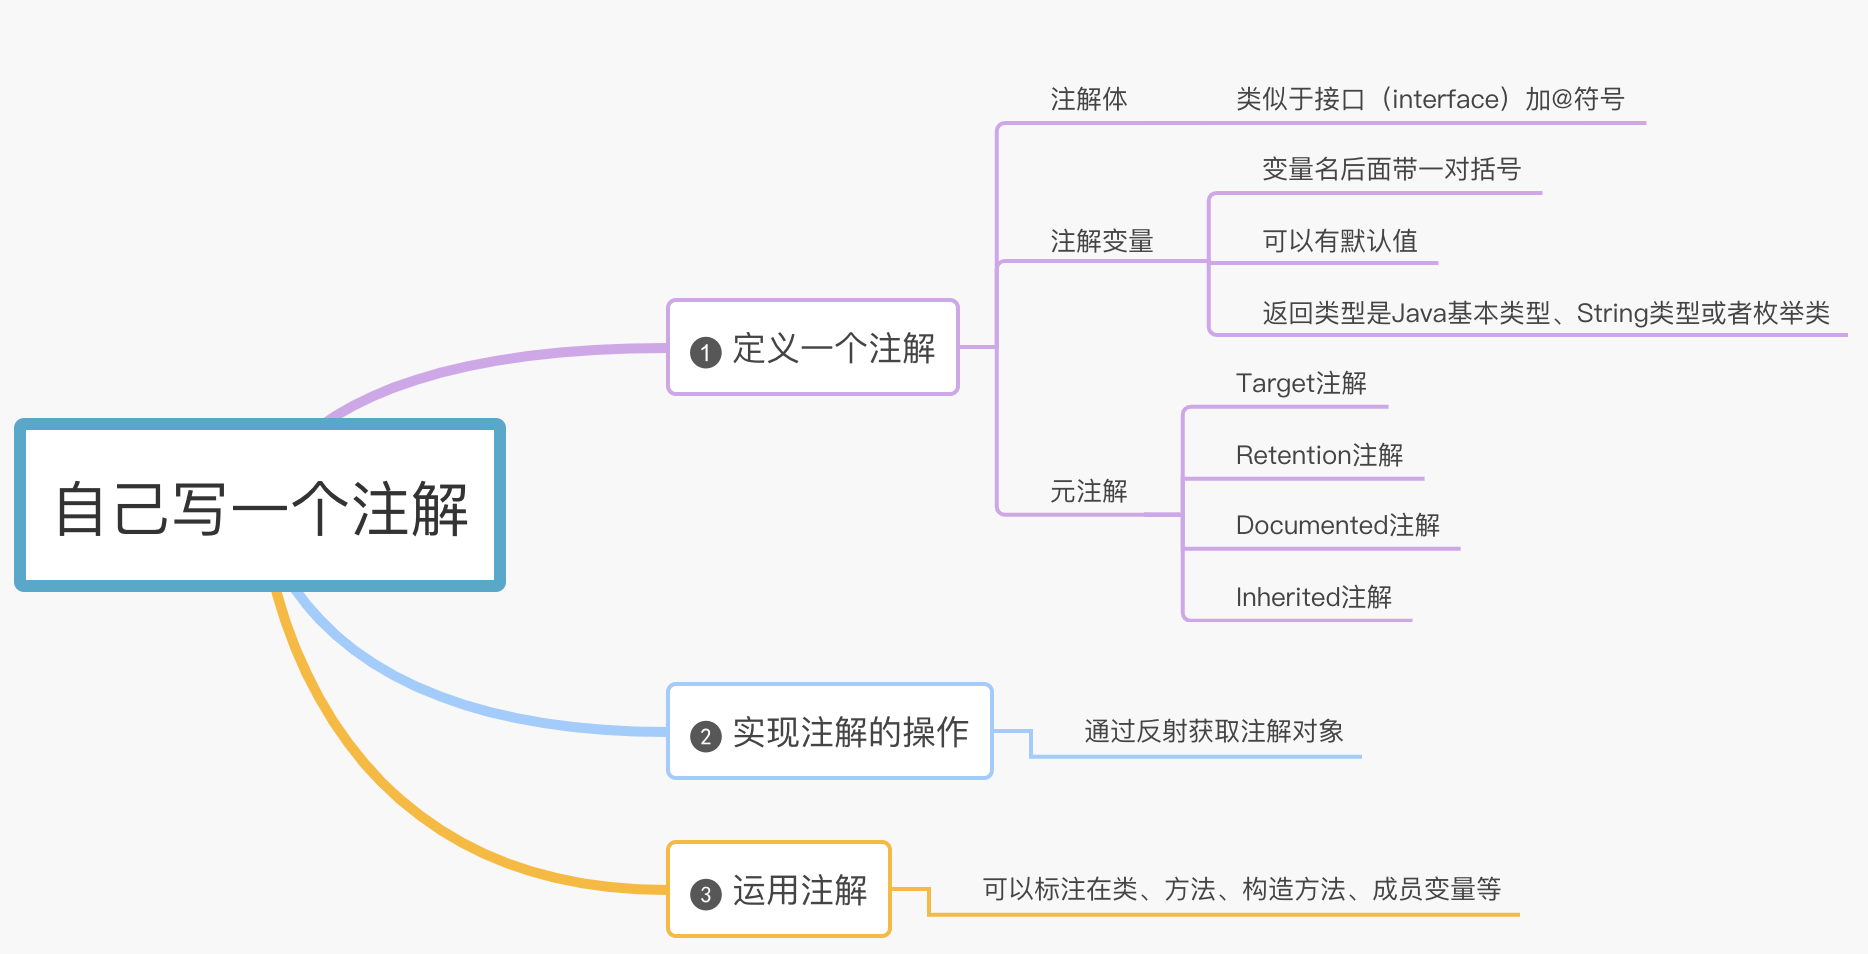 自己写一个注解
1 定义一个注解
注解体
类似于接口（interface）加@符号
注解变量
变量名后面带一对括号
可以有默认值
返回类型是Java基本类型、String类型或者枚举类
元注解
Target注解
Retention注解
Documented注解
Inherited注解
2 实现注解的操作
通过反射获取注解对象
3 运用注解
可以标注在类、方法、构造方法、成员变量等